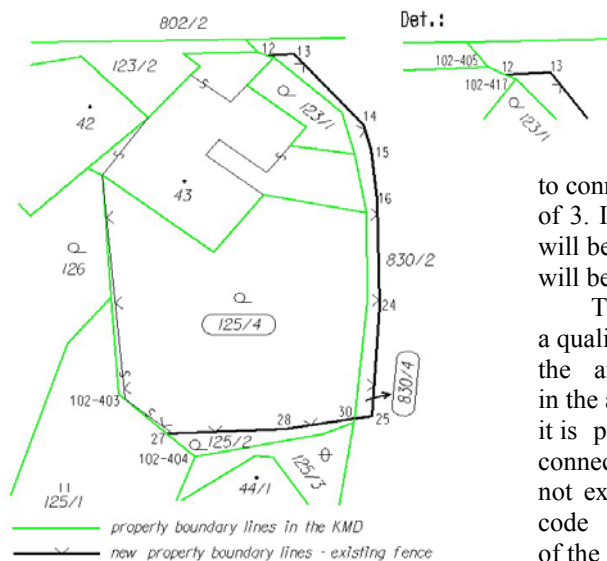 802/2
Det.:
12
13
123/2
102-405
12
13
102-417
123/1
123/1
42
14
15
43
16
to conn
of 3. I
will be
will be
830/2
126
T
a quali
the a
in the a
it is p
connec
not ex
code
of the
24
125/4
830/4
102-403
30
25
28
27
125/2
102-404
125/3
44/1
125/1
property boundary lines in the KMD
new property boundary lines - existing fence